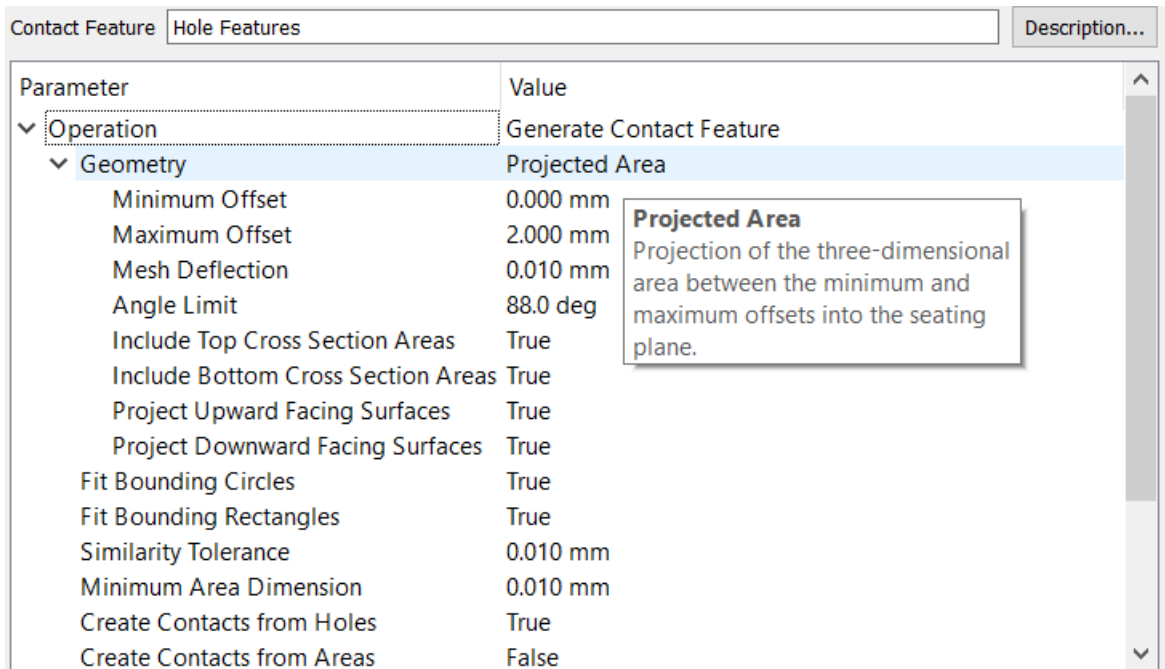 Contact Feature Hole Features Description...
Parameter Value
Operation Generate Contact Feature
Geometry Projected Area
Minimum Offset 0.000 mm
Maximum Offset 2.000 mm
Mesh Deflection 0.010 mm
Angle Limit 88.0 deg
Include Top Cross Section Areas True
Include Bottom Cross Section Areas True
Project Upward Facing Surfaces True
Project Downward Facing Surfaces True
Fit Bounding Circles True
Fit Bounding Rectangles True
Similarity Tolerance 0.010 mm
Minimum Area Dimension 0.010 mm
Create Contacts from Holes True
Create Contacts from Areas False
Projected Area
Projection of the three-dimensional
area between the minimum and
maximum offsets into the seating
plane.